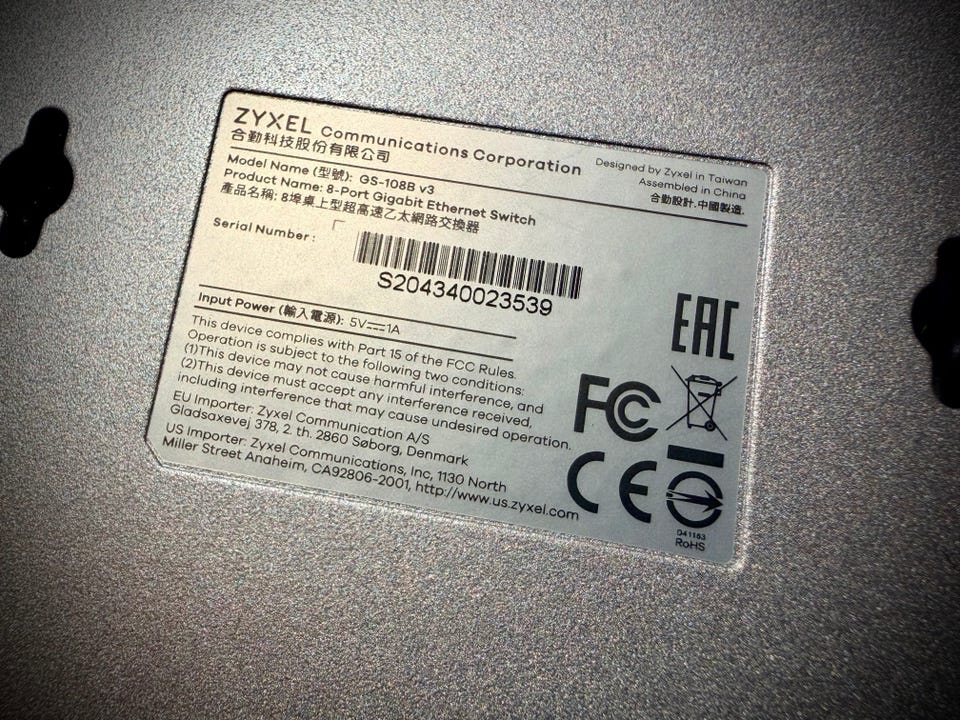 ZYXEL Communications Corporation
合勤科技股份有限公司
Designed by Zyxel in Taiwan
Assembled in China
合勤設計.中國製造.
Model Name (型號): GS-108B v3
Product Name: 8-Port Gigabit Ethernet Switch
產品名稱: 8埠桌上型超高速乙太網路交換器
Serial Number :
S204340023539
Input Power (輸入電源): 5V⎓1A
This device complies with Part 15 of the FCC Rules.
Operation is subject to the following two conditions:
(1)This device may not cause harmful interference, and
(2)This device must accept any interference received,
including interference that may cause undesired operation.
EU Importer: Zyxel Communication A/S
Gladsaxevej 378, 2. th. 2860 Søborg, Denmark
US Importer: Zyxel Communications, Inc, 1130 North
Miller Street Anaheim, CA92806-2001, http://www.us.zyxel.com
EAC
FC
CE
D41163
RoHS